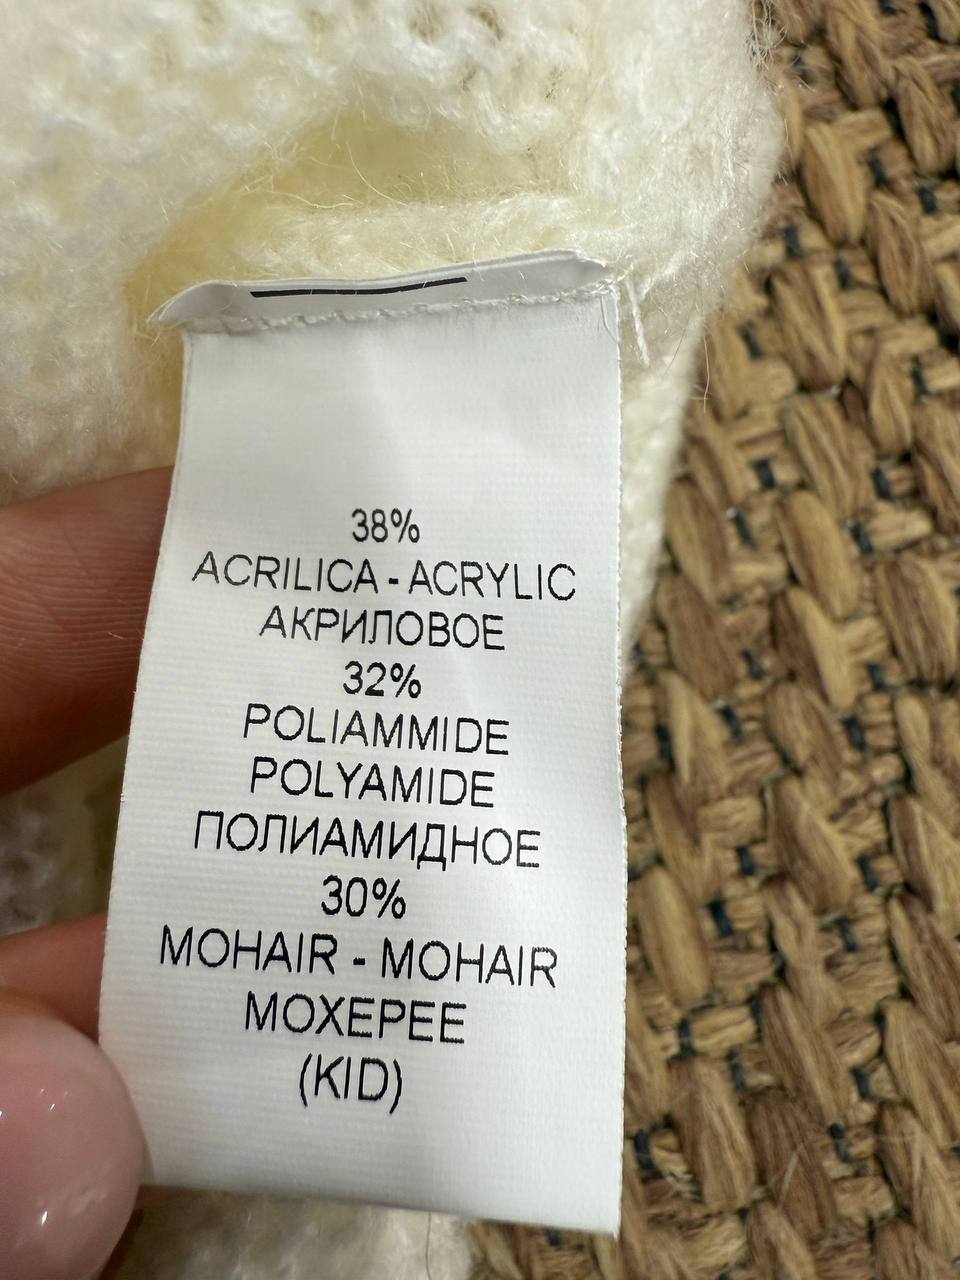 38%
ACRILICA - ACRYLIC
АКРИЛОВОЕ
32%
POLIAMMIDE
POLYAMIDE
ПОЛИАМИДНОЕ
30%
MOHAIR - MOHAIR
МОХЕРЕЕ
(KID)